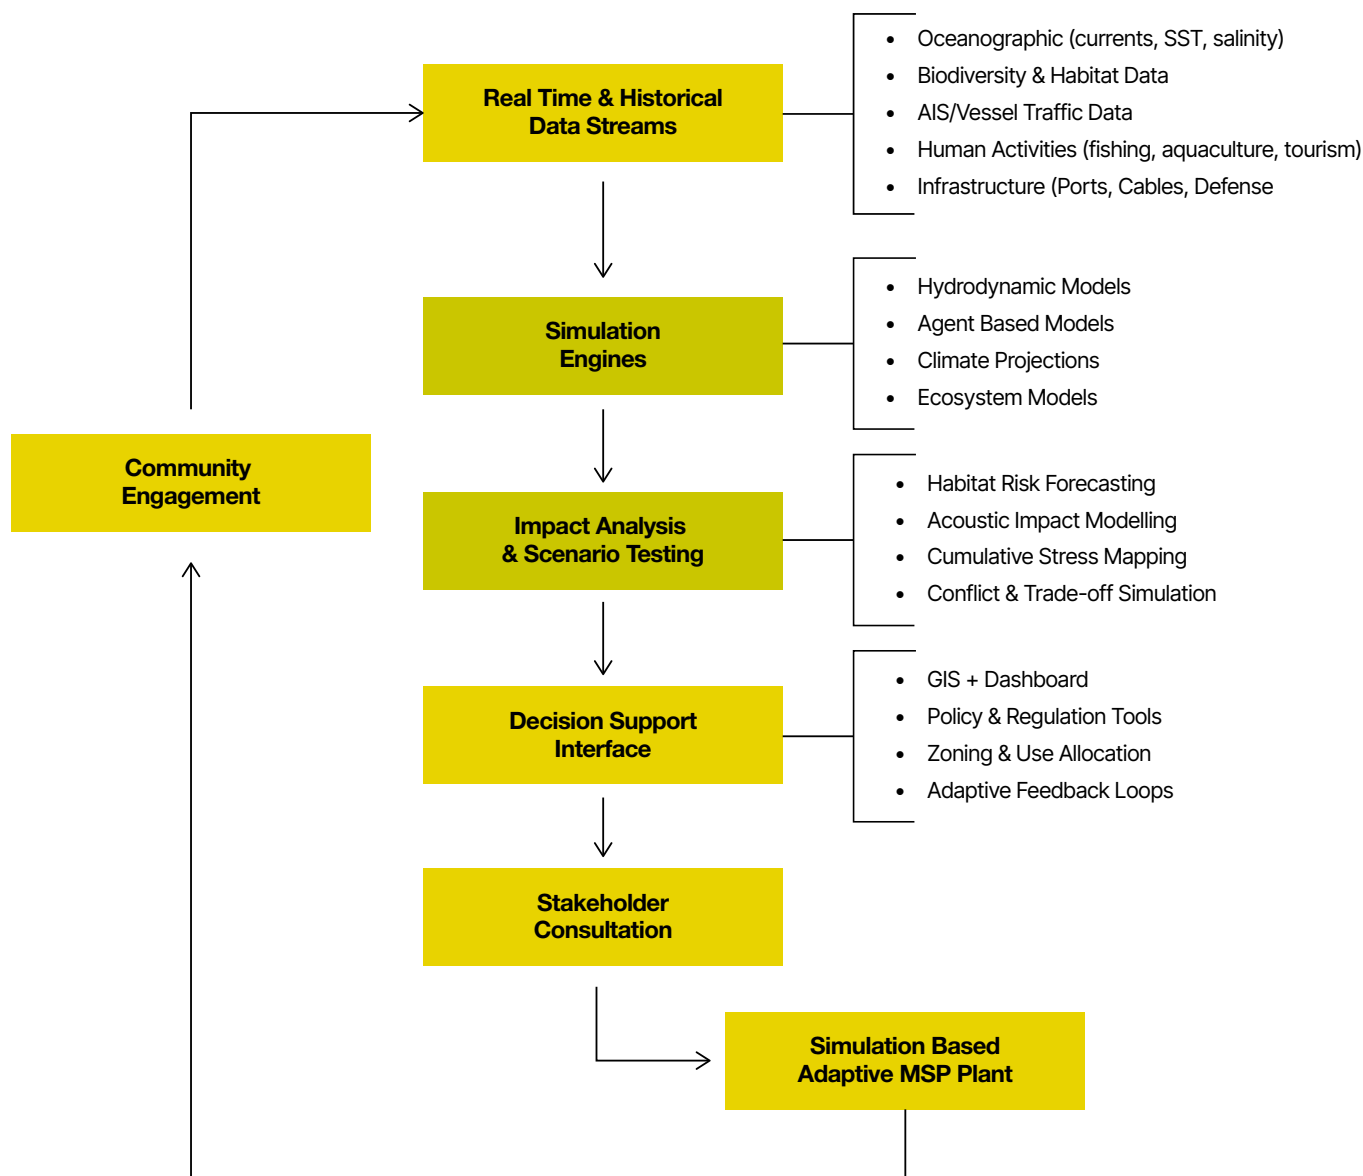 Real Time & Historical
Data Streams
• Oceanographic (currents, SST, salinity)
• Biodiversity & Habitat Data
• AIS/Vessel Traffic Data
• Human Activities (fishing, aquaculture, tourism)
• Infrastructure (Ports, Cables, Defense
Simulation
Engines
• Hydrodynamic Models
• Agent Based Models
• Climate Projections
• Ecosystem Models
Community
Engagement
Impact Analysis
& Scenario Testing
• Habitat Risk Forecasting
• Acoustic Impact Modelling
• Cumulative Stress Mapping
• Conflict & Trade-off Simulation
Decision Support
Interface
• GIS + Dashboard
• Policy & Regulation Tools
• Zoning & Use Allocation
• Adaptive Feedback Loops
Stakeholder
Consultation
Simulation Based
Adaptive MSP Plant